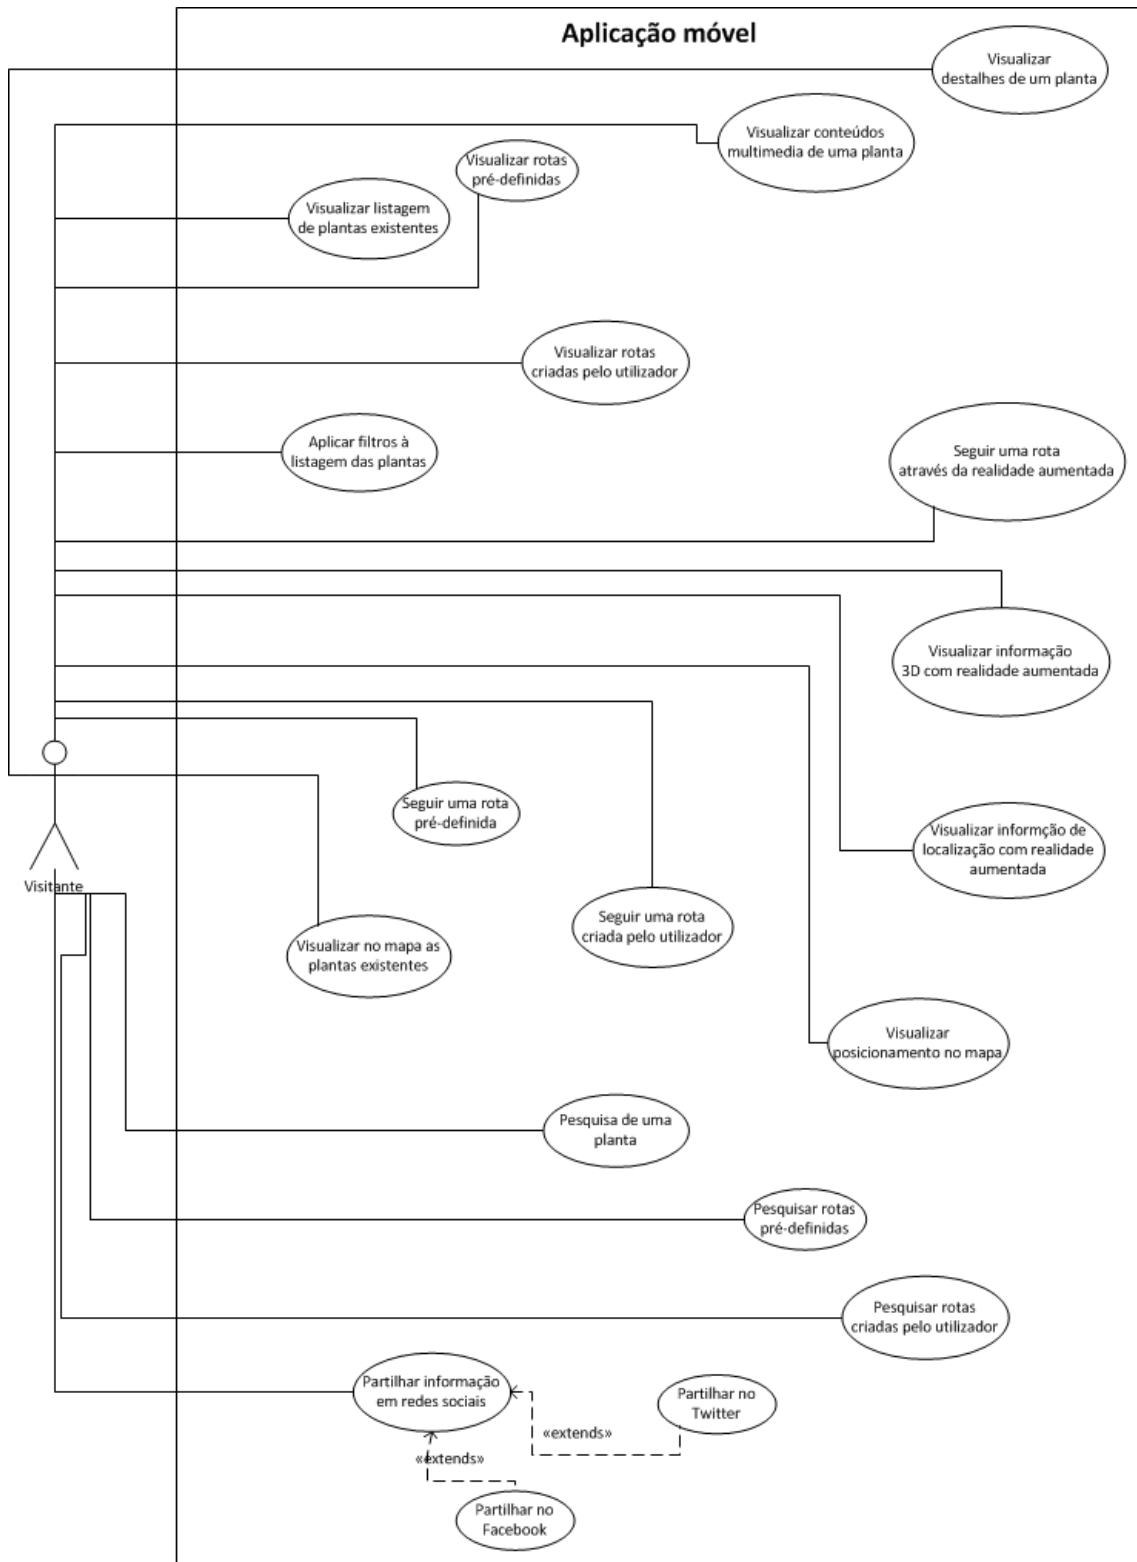 Aplicação móvel
Visualizar
destalhes de um planta
Visualizar conteúdos
multimedia de uma planta
Visualizar rotas
pré-definidas
Visualizar listagem
de plantas existentes
Visualizar rotas
criadas pelo utilizador
Aplicar filtros à
listagem das plantas
Seguir uma rota
através da realidade aumentada
Visualizar informação
3D com realidade aumentada
Seguir uma rota
pré-definida
Visualizar informção de
localização com realidade
aumentada
Visitante
Seguir uma rota
criada pelo utilizador
Visualizar no mapa as
plantas existentes
Visualizar
posicionamento no mapa
Pesquisa de uma
planta
Pesquisar rotas
pré-definidas
Pesquisar rotas
criadas pelo utilizador
Partilhar informação
em redes sociais
Partilhar no
Twitter
«extends»
«extends»
Partilhar no
Facebook